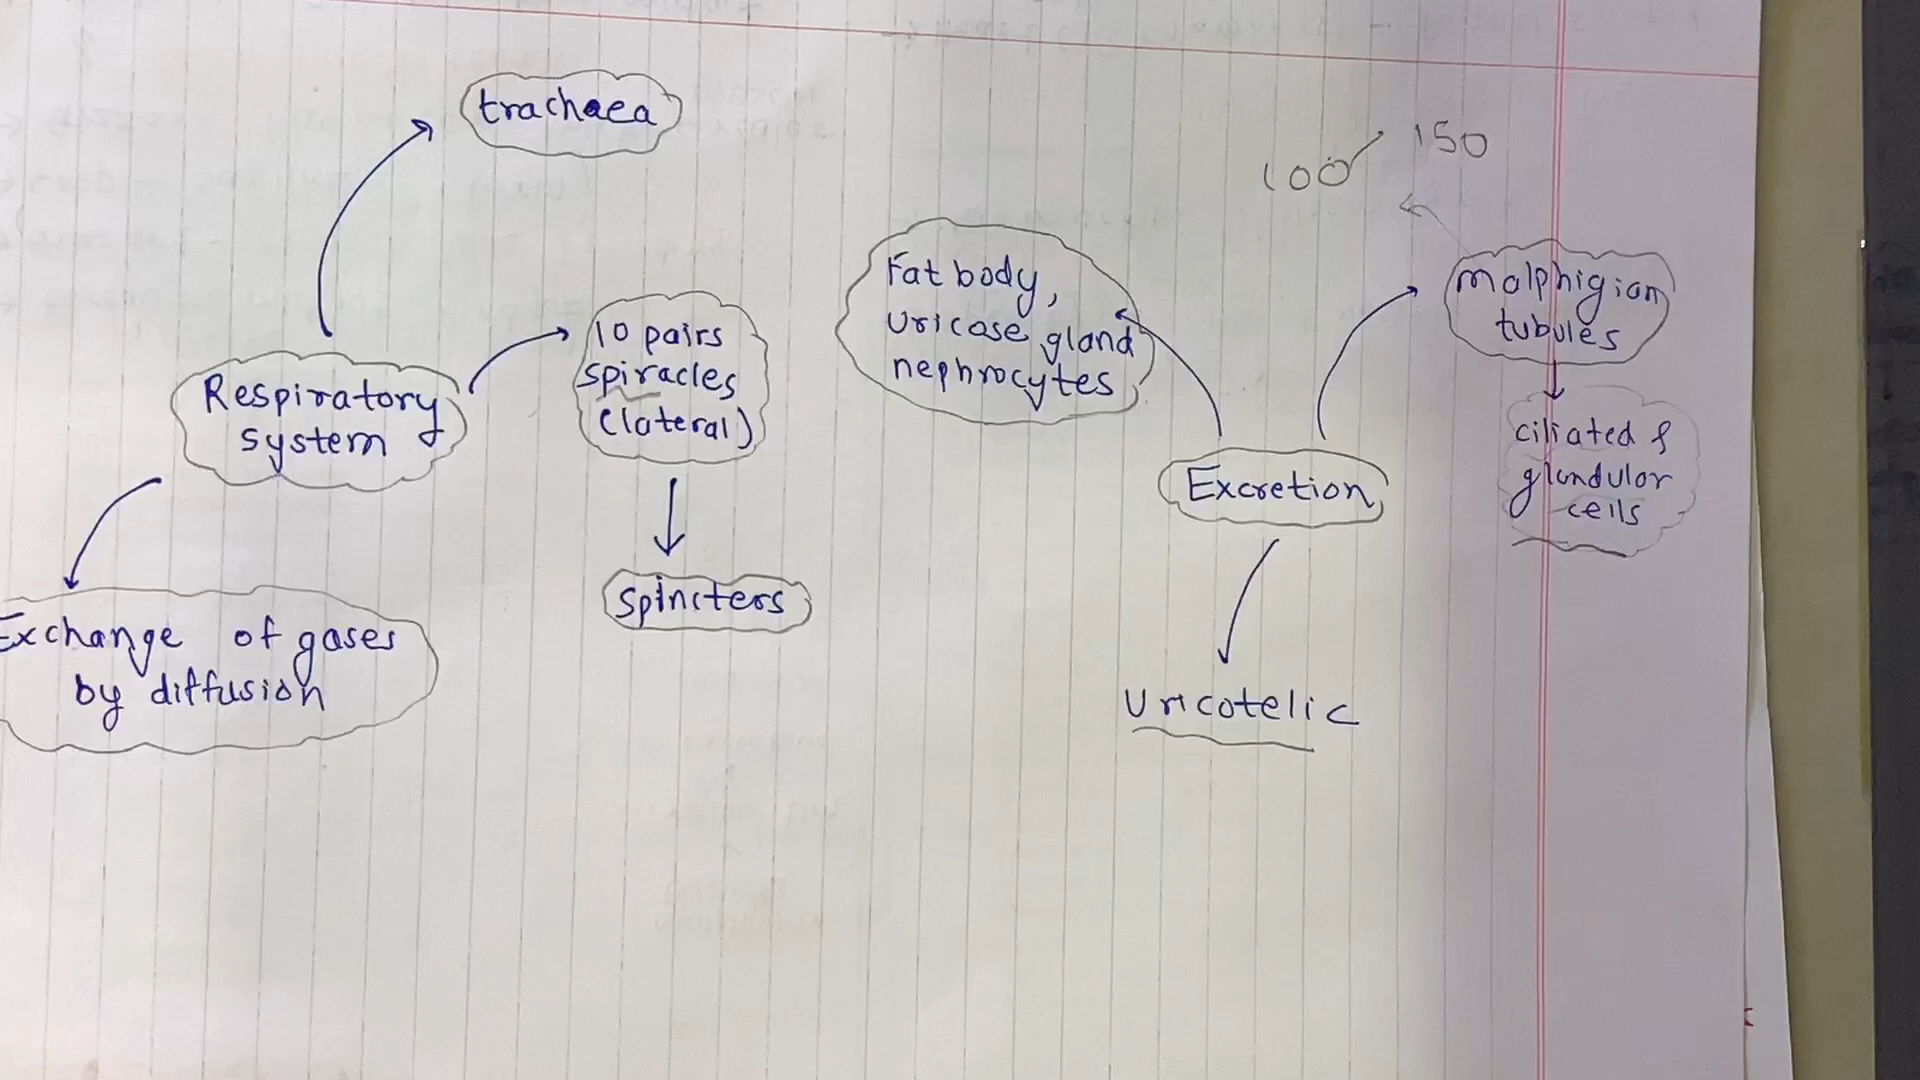 trachaea
10 pairs
spiracles
(lateral)
Respiratory
system
spincters
Exchange of gases
by diffusion
100 150
Fat body,
uricase gland
nephrocytes
malphigian
tubules
ciliated &
glandular
cells
Excretion
Uricotelic